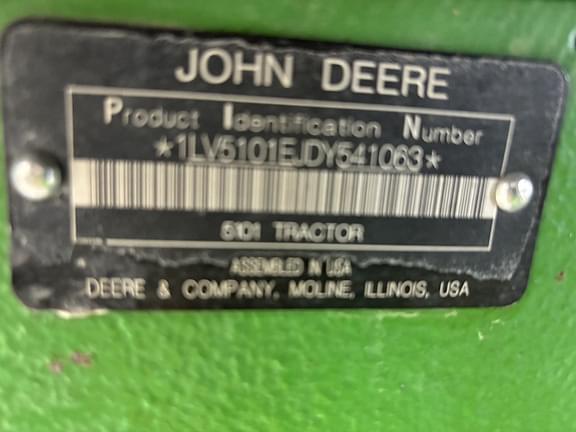 JOHN DEERE
Product Identification Number
*1LV5101EJDY541063*
5101 TRACTOR
ASSEMBLED IN USA
DEERE & COMPANY, MOLINE, ILLINOIS, USA